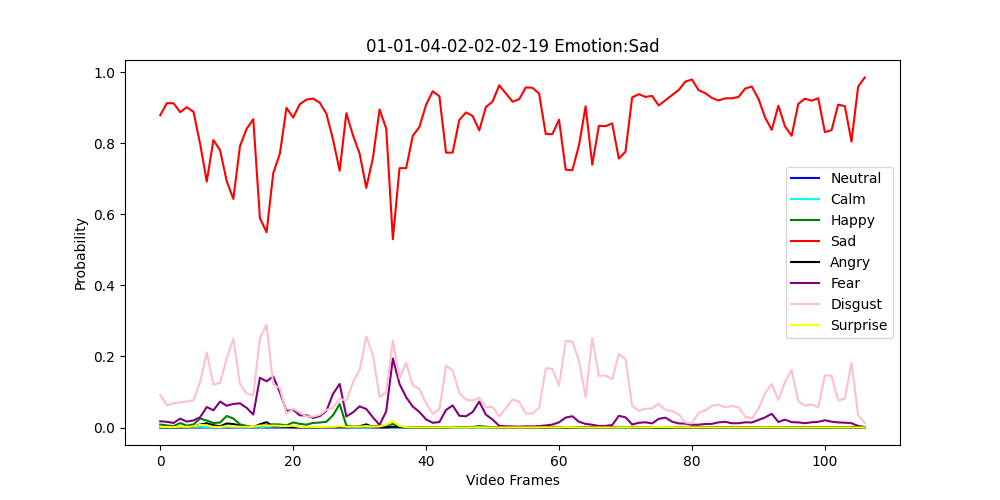 01-01-04-02-02-02-19 Emotion:Sad
Probability
1.0
0.8
0.6
0.4
0.2
0.0
Neutral
Calm
Happy
Sad
Angry
Fear
Disgust
Surprise
0 20 40 60 80 100
Video Frames